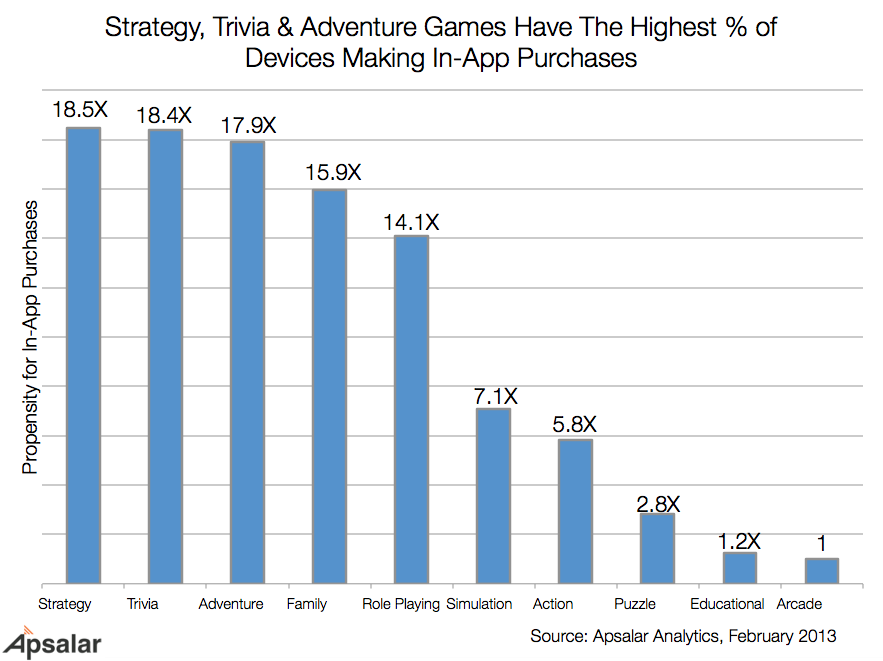 Strategy, Trivia & Adventure Games Have The Highest % of
Devices Making In-App Purchases
Propensity for In-App Purchases
18.5X
18.4X
17.9X
15.9X
14.1X
7.1X
5.8X
2.8X
1.2X
1
Strategy
Trivia
Adventure
Family
Role Playing
Simulation
Action
Puzzle
Educational
Arcade
Apsalar
Source: Apsalar Analytics, February 2013